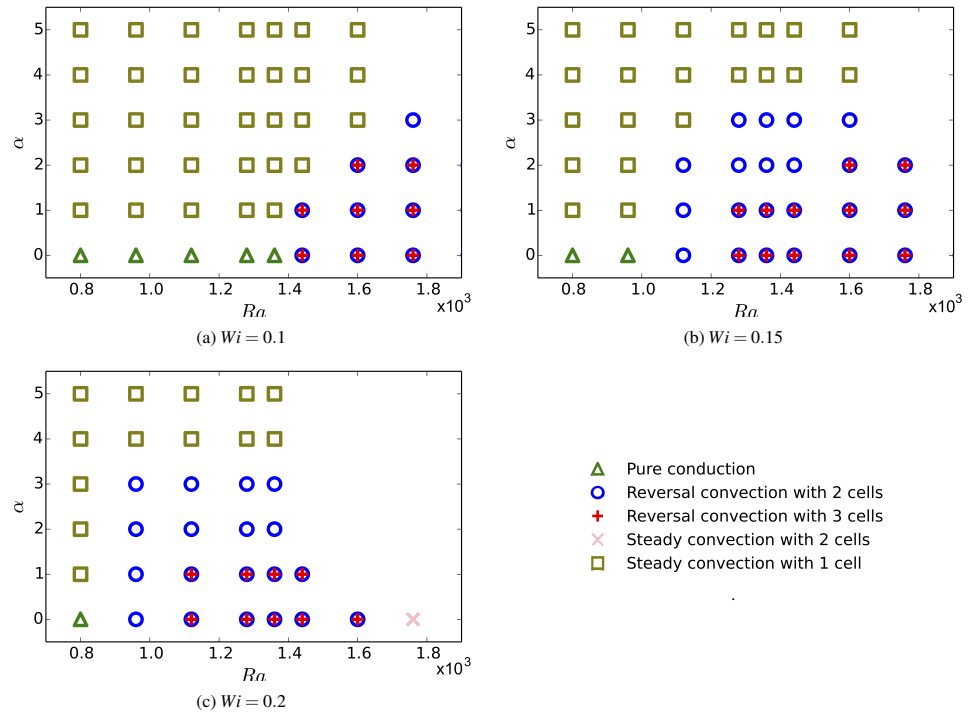 5
4
3
2
1
0
α
0.8 1.0 1.2 1.4 1.6 1.8
x10³
Ra
(a) Wi = 0.1
5
4
3
2
1
0
α
0.8 1.0 1.2 1.4 1.6 1.8
x10³
Ra
(b) Wi = 0.15
5
4
3
2
1
0
α
0.8 1.0 1.2 1.4 1.6 1.8
x10³
Ra
(c) Wi = 0.2
Pure conduction
Reversal convection with 2 cells
Reversal convection with 3 cells
Steady convection with 2 cells
Steady convection with 1 cell
.